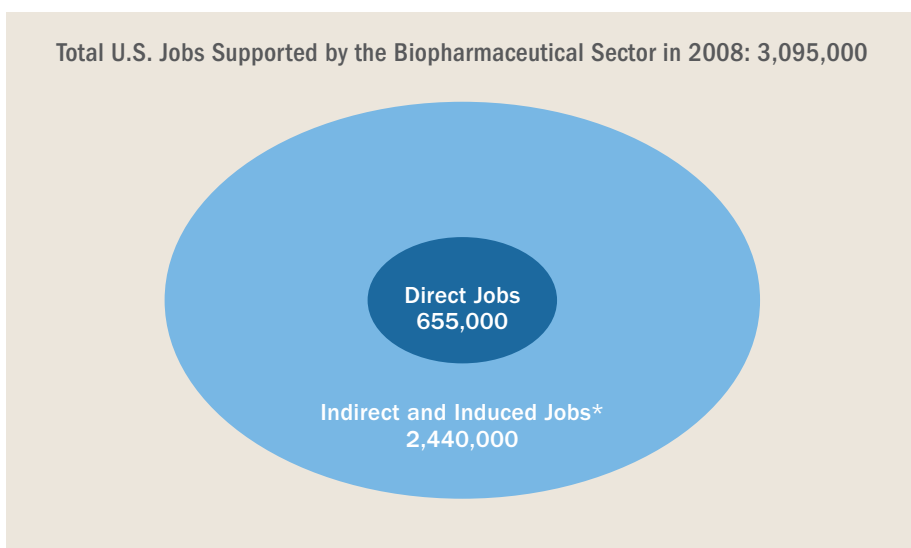 Total U.S. Jobs Supported by the Biopharmaceutical Sector in 2008: 3,095,000
Direct Jobs
655,000
Indirect and Induced Jobs*
2,440,000